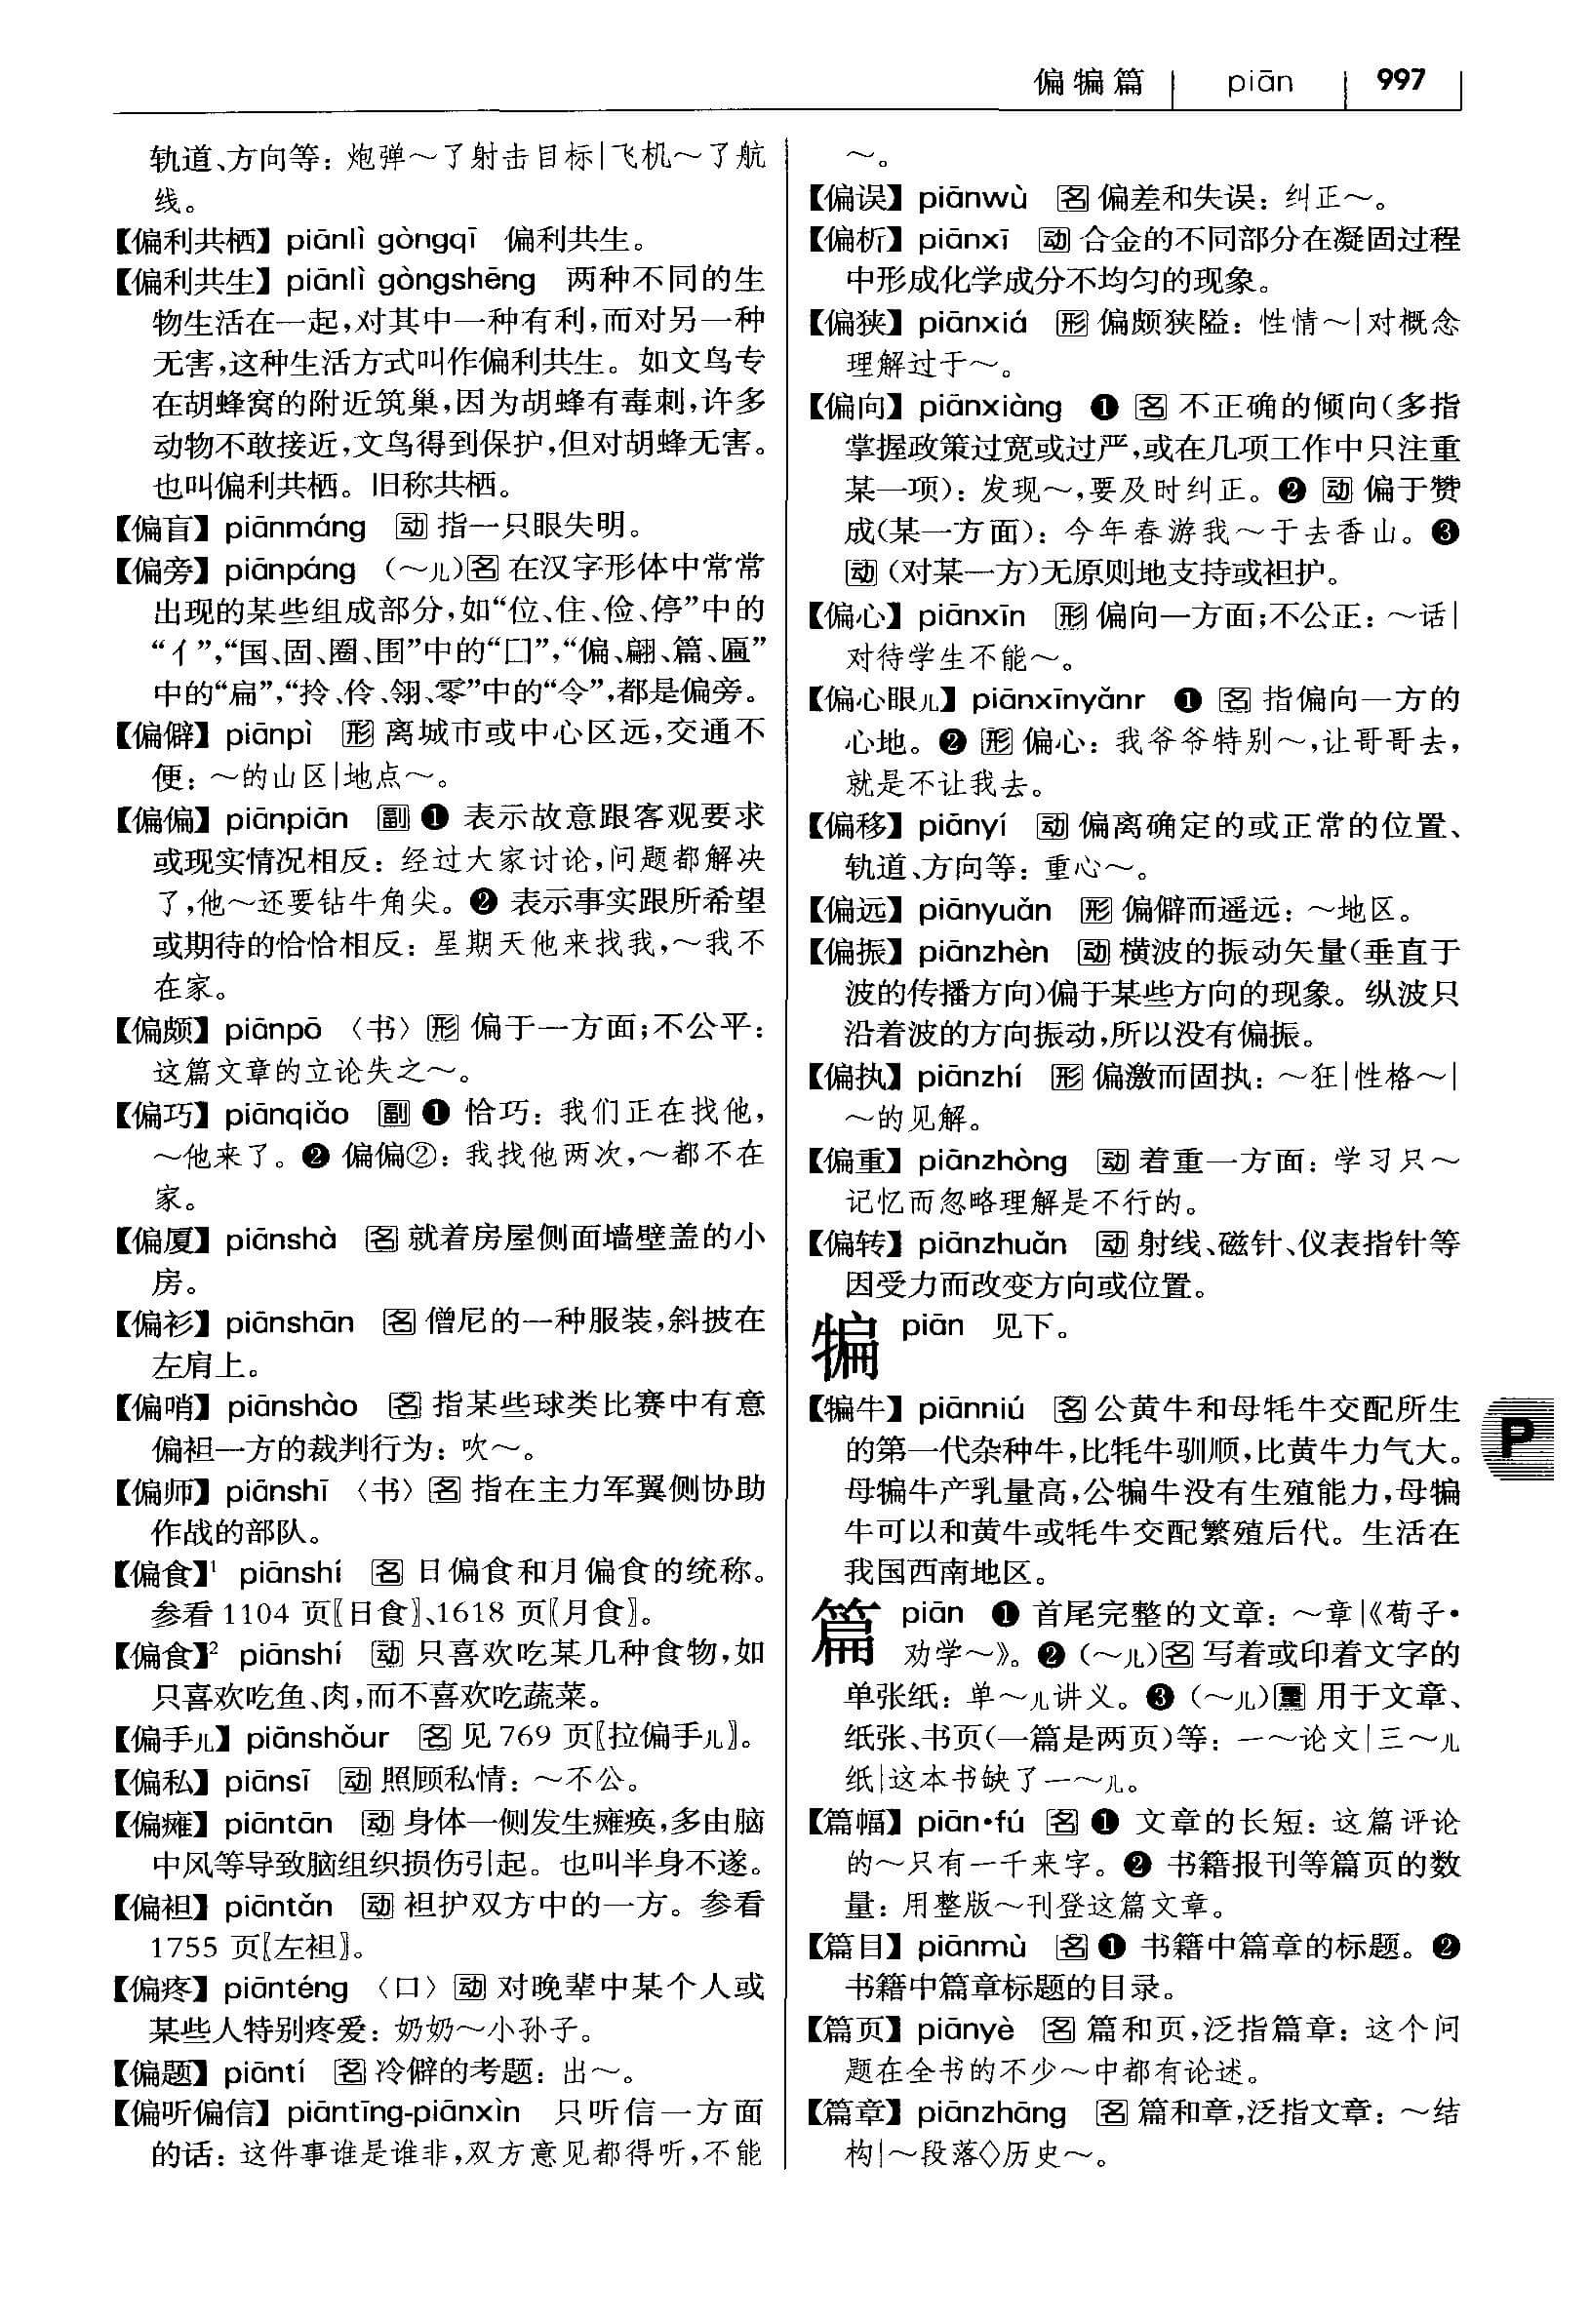 偏犏篇 | piān | 997
轨道、方向等：炮弹～了射击目标|飞机～了航
线。
【偏利共栖】piānlì gòngqī 偏利共生。
【偏利共生】piānlì gòngshēng 两种不同的生
物生活在一起，对其中一种有利，而对另一种
无害，这种生活方式叫作偏利共生。如文鸟专
在胡蜂窝的附近筑巢，因为胡蜂有毒刺，许多
动物不敢接近，文鸟得到保护，但对胡蜂无害。
也叫偏利共栖。旧称共栖。
【偏盲】piānmáng 动 指一只眼失明。
【偏旁】piānpáng （～儿）名 在汉字形体中常常
出现的某些组成部分，如“位、住、俭、停”中的
“亻”，“国、固、圈、围”中的“囗”，“偏、翩、篇、匾”
中的“扁”，“拎、伶、翎、零”中的“令”，都是偏旁。
【偏僻】piānpì 形 离城市或中心区远，交通不
便：～的山区|地点～。
【偏偏】piānpiān 副 ❶ 表示故意跟客观要求
或现实情况相反：经过大家讨论，问题都解决
了，他～还要钻牛角尖。❷ 表示事实跟所希望
或期待的恰恰相反：星期天他来找我，～我不
在家。
【偏颇】piānpō 〈书〉形 偏于一方面；不公平：
这篇文章的立论失之～。
【偏巧】piānqiǎo 副 ❶ 恰巧：我们正在找他，
～他来了。❷ 偏偏②：我找他两次，～都不在
家。
【偏厦】piānshà 名 就着房屋侧面墙壁盖的小
房。
【偏衫】piānshān 名 僧尼的一种服装，斜披在
左肩上。
【偏哨】piānshào 名 指某些球类比赛中有意
偏袒一方的裁判行为：吹～。
【偏师】piānshī 〈书〉名 指在主力军翼侧协助
作战的部队。
【偏食】¹ piānshí 名 日偏食和月偏食的统称。
参看 1104 页〖日食〗、1618 页〖月食〗。
【偏食】² piānshí 动 只喜欢吃某几种食物，如
只喜欢吃鱼、肉，而不喜欢吃蔬菜。
【偏手儿】piānshǒur 名 见 769 页〖拉偏手儿〗。
【偏私】piānsī 动 照顾私情：～不公。
【偏瘫】piāntān 动 身体一侧发生瘫痪，多由脑
中风等导致脑组织损伤引起。也叫半身不遂。
【偏袒】piāntǎn 动 袒护双方中的一方。参看
1755 页〖左袒〗。
【偏疼】piānténg 〈口〉动 对晚辈中某个人或
某些人特别疼爱：奶奶～小孙子。
【偏题】piāntí 名 冷僻的考题：出～。
【偏听偏信】piāntīng-piānxìn 只听信一方面
的话：这件事谁是谁非，双方意见都得听，不能
～。
【偏误】piānwù 名 偏差和失误：纠正～。
【偏析】piānxī 动 合金的不同部分在凝固过程
中形成化学成分不均匀的现象。
【偏狭】piānxiá 形 偏颇狭隘：性情～|对概念
理解过于～。
【偏向】piānxiàng ❶ 名 不正确的倾向（多指
掌握政策过宽或过严，或在几项工作中只注重
某一项）：发现～，要及时纠正。❷ 动 偏于赞
成（某一方面）：今年春游我～于去香山。❸
动（对某一方）无原则地支持或袒护。
【偏心】piānxīn 形 偏向一方面；不公正：～话|
对待学生不能～。
【偏心眼儿】piānxīnyǎnr ❶ 名 指偏向一方的
心地。❷ 形 偏心：我爷爷特别～，让哥哥去，
就是不让我去。
【偏移】piānyí 动 偏离确定的或正常的位置、
轨道、方向等：重心～。
【偏远】piānyuǎn 形 偏僻而遥远：～地区。
【偏振】piānzhèn 动 横波的振动矢量（垂直于
波的传播方向）偏于某些方向的现象。纵波只
沿着波的方向振动，所以没有偏振。
【偏执】piānzhí 形 偏激而固执：～狂|性格～|
～的见解。
【偏重】piānzhòng 动 着重一方面：学习只～
记忆而忽略理解是不行的。
【偏转】piānzhuǎn 动 射线、磁针、仪表指针等
因受力而改变方向或位置。
犏 piān 见下。
【犏牛】piānniú 名 公黄牛和母牦牛交配所生
的第一代杂种牛，比牦牛驯顺，比黄牛力气大。
母犏牛产乳量高，公犏牛没有生殖能力，母犏
牛可以和黄牛或牦牛交配繁殖后代。生活在
我国西南地区。
P
篇 piān ❶ 首尾完整的文章：～章|《荀子·
劝学～》。❷（～儿）名 写着或印着文字的
单张纸：单～儿讲义。❸（～儿）量 用于文章、
纸张、书页（一篇是两页）等：一～论文|三～儿
纸|这本书缺了一～儿。
【篇幅】piān·fú 名 ❶ 文章的长短：这篇评论
的～只有一千来字。❷ 书籍报刊等篇页的数
量：用整版～刊登这篇文章。
【篇目】piānmù 名 ❶ 书籍中篇章的标题。❷
书籍中篇章标题的目录。
【篇页】piānyè 名 篇和页，泛指篇章：这个问
题在全书的不少～中都有论述。
【篇章】piānzhāng 名 篇和章，泛指文章：～结
构|～段落◇历史～。